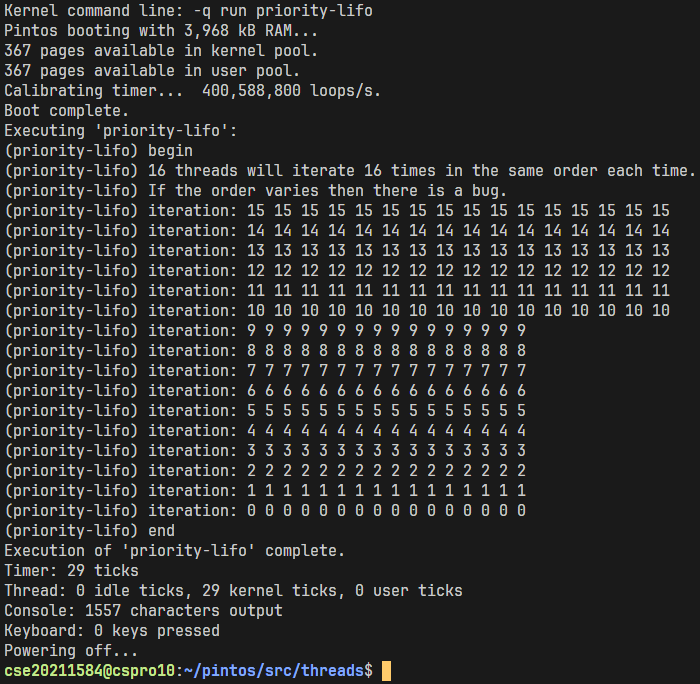 Kernel command line: -q run priority-lifo
Pintos booting with 3,968 kB RAM...
367 pages available in kernel pool.
367 pages available in user pool.
Calibrating timer...  400,588,800 loops/s.
Boot complete.
Executing 'priority-lifo':
(priority-lifo) begin
(priority-lifo) 16 threads will iterate 16 times in the same order each time.
(priority-lifo) If the order varies then there is a bug.
(priority-lifo) iteration: 15 15 15 15 15 15 15 15 15 15 15 15 15 15 15 15
(priority-lifo) iteration: 14 14 14 14 14 14 14 14 14 14 14 14 14 14 14 14
(priority-lifo) iteration: 13 13 13 13 13 13 13 13 13 13 13 13 13 13 13 13
(priority-lifo) iteration: 12 12 12 12 12 12 12 12 12 12 12 12 12 12 12 12
(priority-lifo) iteration: 11 11 11 11 11 11 11 11 11 11 11 11 11 11 11 11
(priority-lifo) iteration: 10 10 10 10 10 10 10 10 10 10 10 10 10 10 10 10
(priority-lifo) iteration: 9 9 9 9 9 9 9 9 9 9 9 9 9 9 9 9
(priority-lifo) iteration: 8 8 8 8 8 8 8 8 8 8 8 8 8 8 8 8
(priority-lifo) iteration: 7 7 7 7 7 7 7 7 7 7 7 7 7 7 7 7
(priority-lifo) iteration: 6 6 6 6 6 6 6 6 6 6 6 6 6 6 6 6
(priority-lifo) iteration: 5 5 5 5 5 5 5 5 5 5 5 5 5 5 5 5
(priority-lifo) iteration: 4 4 4 4 4 4 4 4 4 4 4 4 4 4 4 4
(priority-lifo) iteration: 3 3 3 3 3 3 3 3 3 3 3 3 3 3 3 3
(priority-lifo) iteration: 2 2 2 2 2 2 2 2 2 2 2 2 2 2 2 2
(priority-lifo) iteration: 1 1 1 1 1 1 1 1 1 1 1 1 1 1 1 1
(priority-lifo) iteration: 0 0 0 0 0 0 0 0 0 0 0 0 0 0 0 0
(priority-lifo) end
Execution of 'priority-lifo' complete.
Timer: 29 ticks
Thread: 0 idle ticks, 29 kernel ticks, 0 user ticks
Console: 1557 characters output
Keyboard: 0 keys pressed
Powering off...
cse20211584@cspro10:~/pintos/src/threads$